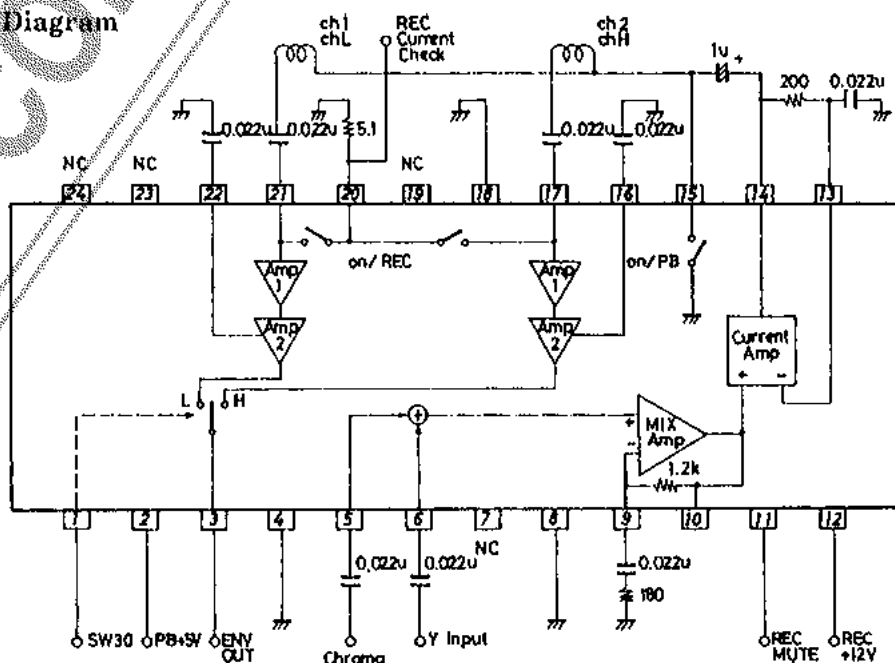 Diagram
ch1
chL
REC
Current
Check
ch2
chH
1u
+
200
0.022u
0.022u
0.022u
5.1
0.022u
0.022u
NC
NC
NC
24
23
22
21
20
19
18
17
16
15
14
13
on/REC
on/PB
Amp
1
Amp
1
Amp
2
Amp
2
Current
Amp
+ -
L
H
+
+
-
MIX
Amp
1.2k
1
2
3
4
5
6
7
8
9
10
11
12
NC
0.022u
0.022u
0.022u
180
SW30
PB+5V
ENV
OUT
Chroma
Y Input
REC
MUTE
REC
+12V